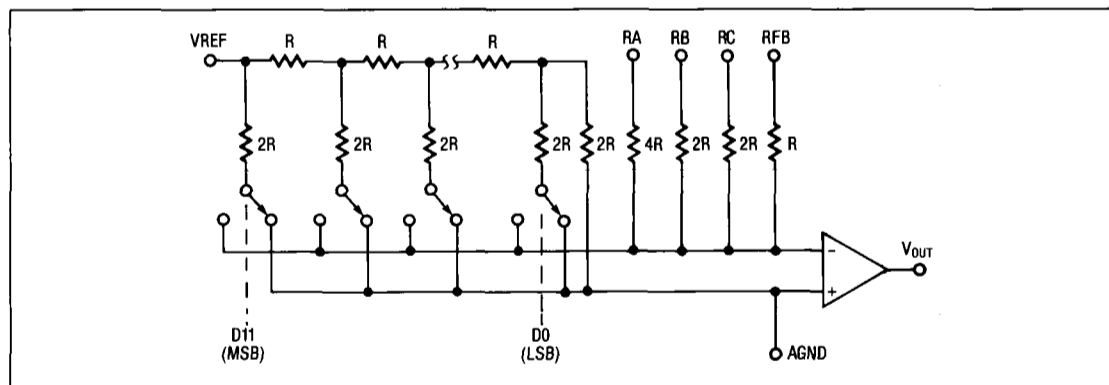 VREF R R R RA RB RC RFB
2R 2R 2R 2R 2R 4R 2R 2R R
- VOUT
+
D11 D0 AGND
(MSB) (LSB)